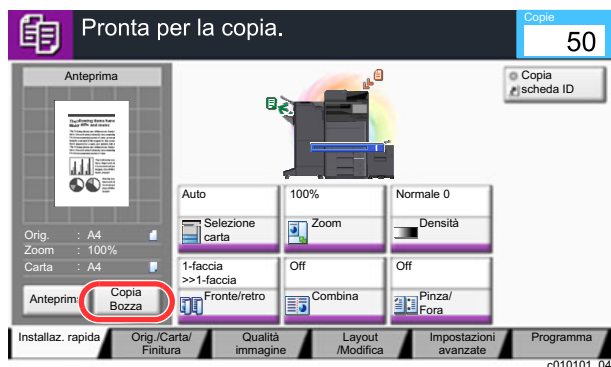 Pronta per la copia.
Copie
50
Anteprima
Copia
scheda ID
Orig. : A4
Zoom : 100%
Carta : A4
Anteprim
Copia
Bozza
Auto
Selezione
carta
100%
Zoom
Normale 0
Densità
1-faccia
>>1-faccia
Fronte/retro
Off
Combina
Off
Pinza/
Fora
Installaz. rapida
Orig./Carta/
Finitura
Qualità
immagine
Layout
/Modifica
Impostazioni
avanzate
Programma
c010101_04